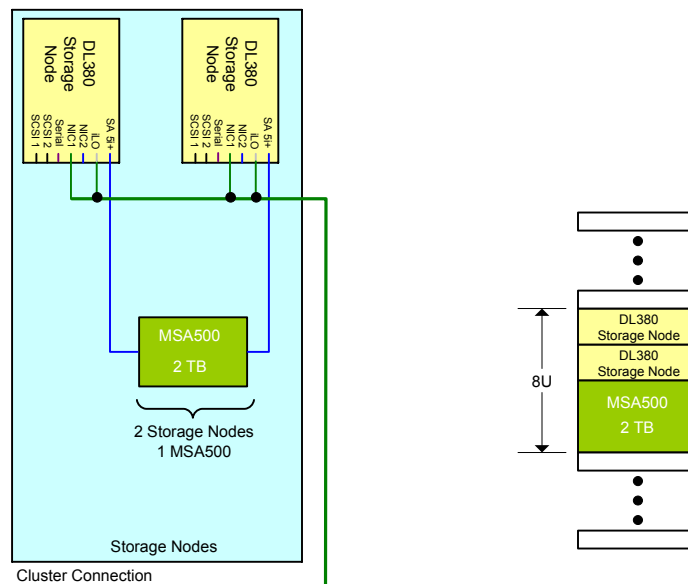 DL380
Storage
Node
SCSI 1
SCSI 2
Serial
NIC1
NIC2
iLO
SA 5i+
DL380
Storage
Node
SCSI 1
SCSI 2
Serial
NIC1
NIC2
iLO
SA 5i+
MSA500
2 TB
2 Storage Nodes
1 MSA500
Storage Nodes
Cluster Connection
8U
DL380
Storage Node
DL380
Storage Node
MSA500
2 TB